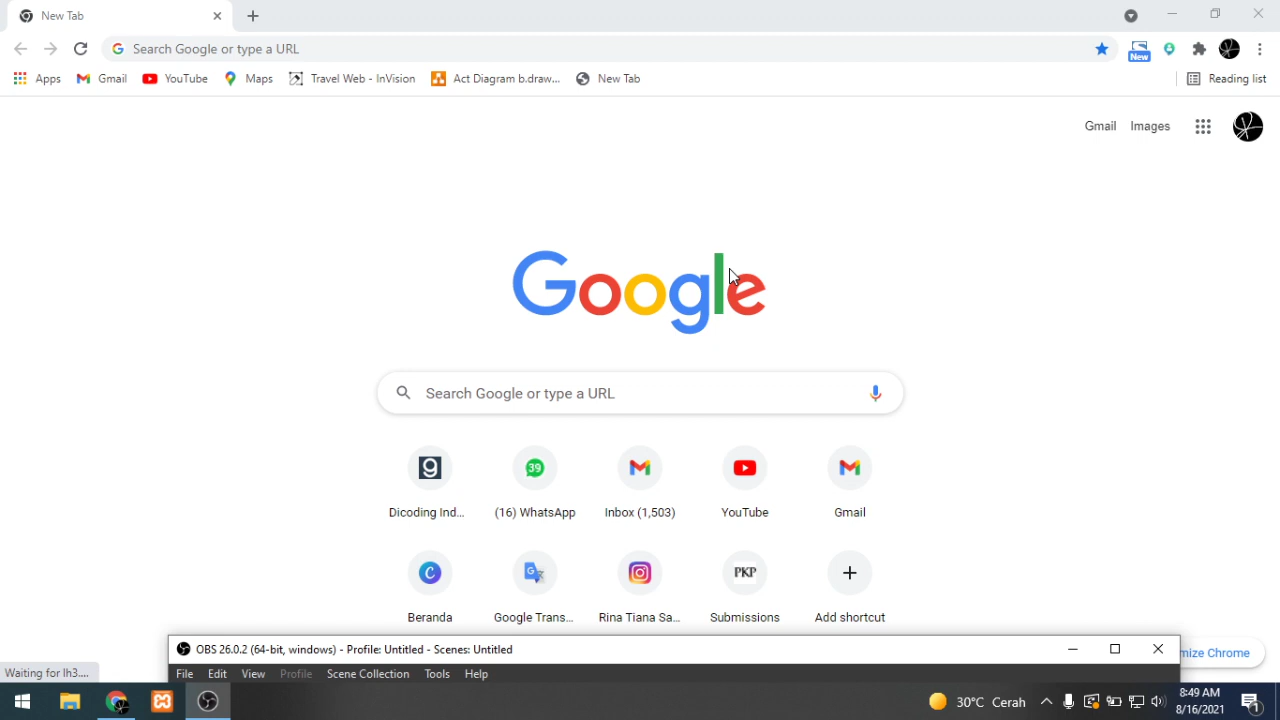 New Tab
Search Google or type a URL
New
Apps Gmail YouTube Maps Travel Web - InVision Act Diagram b.draw... New Tab Reading list
Gmail Images
Google
Search Google or type a URL
39
Dicoding Ind... (16) WhatsApp Inbox (1,503) YouTube Gmail
PKP
Beranda Google Trans... Rina Tiana Sa... Submissions Add shortcut
OBS 26.0.2 (64-bit, windows) - Profile: Untitled - Scenes: Untitled
mize Chrome
Waiting for lh3....
File Edit View Profile Scene Collection Tools Help
30°C Cerah
8:49 AM
8/16/2021
1